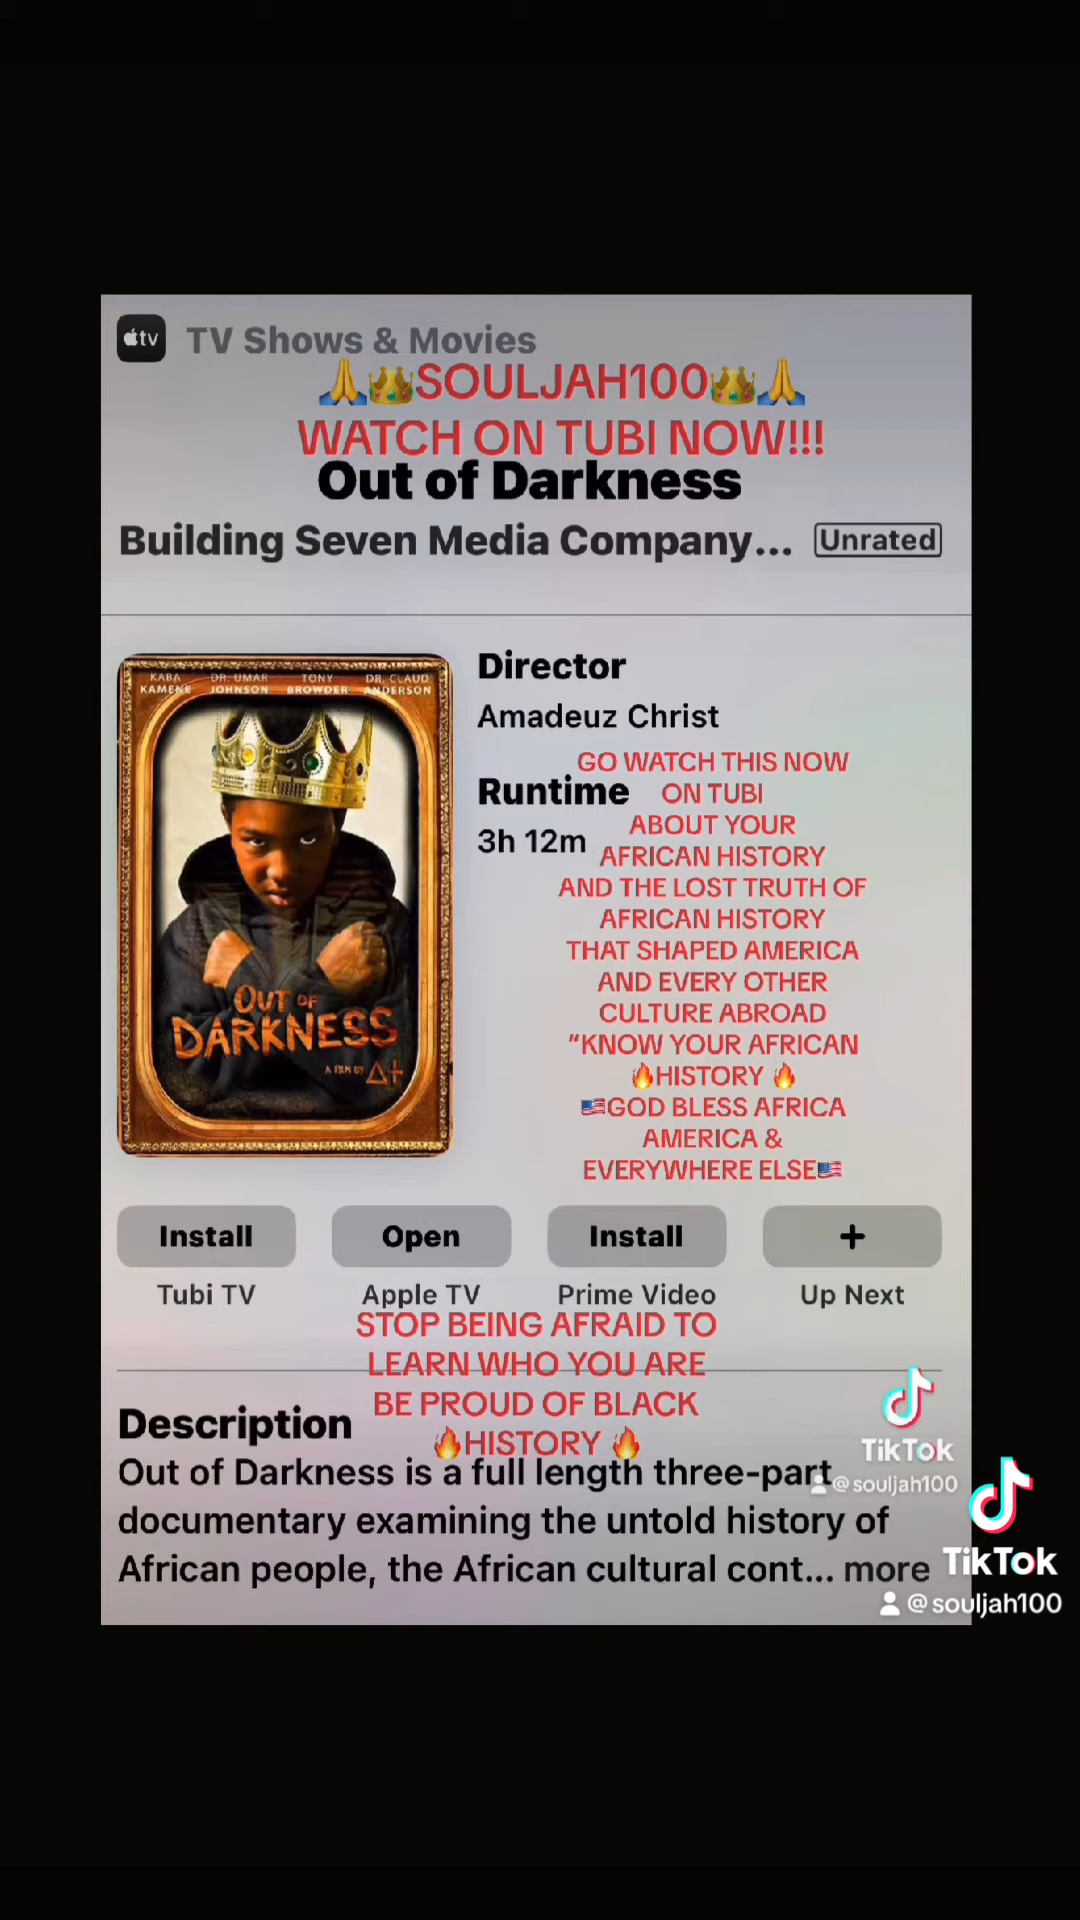 tv TV Shows & Movies
🙏👑SOULJAH100👑🙏
WATCH ON TUBI NOW!!!
Out of Darkness
Building Seven Media Company... Unrated
KABA KAMENE
DR. UMAR JOHNSON
TONY BROWDER
DR. CLAUD ANDERSON
OUT OF
DARKNESS
A FILM BY
Director
Amadeuz Christ
Runtime
3h 12m
GO WATCH THIS NOW
ON TUBI
ABOUT YOUR
AFRICAN HISTORY
AND THE LOST TRUTH OF
AFRICAN HISTORY
THAT SHAPED AMERICA
AND EVERY OTHER
CULTURE ABROAD
"KNOW YOUR AFRICAN
🔥HISTORY 🔥
🇺🇸GOD BLESS AFRICA
AMERICA &
EVERYWHERE ELSE🇺🇸
Install Open Install +
Tubi TV Apple TV Prime Video Up Next
STOP BEING AFRAID TO
LEARN WHO YOU ARE
BE PROUD OF BLACK
🔥HISTORY 🔥
Description
Out of Darkness is a full length three-part
documentary examining the untold history of
African people, the African cultural cont... more
TikTok
@souljah100
TikTok
@souljah100